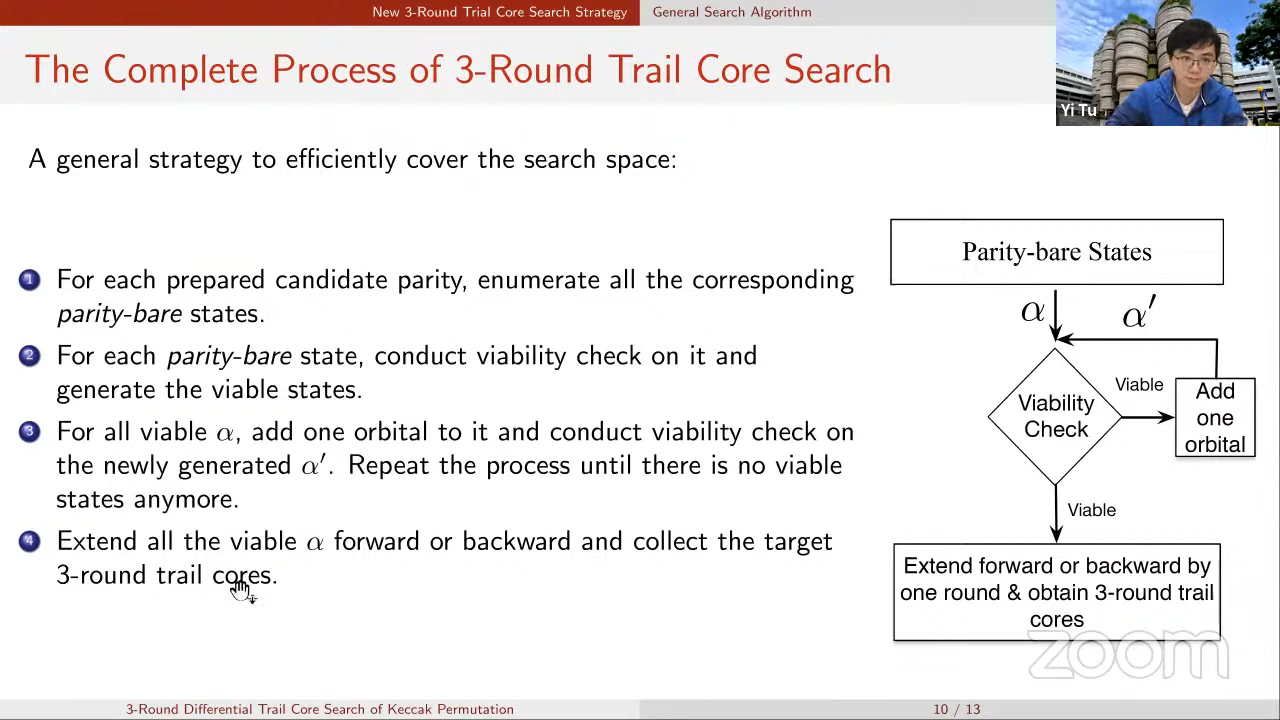 New 3-Round Trial Core Search Strategy General Search Algorithm
The Complete Process of 3-Round Trail Core Search
Yi Tu
A general strategy to efficiently cover the search space:
1 For each prepared candidate parity, enumerate all the corresponding
parity-bare states.
2 For each parity-bare state, conduct viability check on it and
generate the viable states.
3 For all viable α, add one orbital to it and conduct viability check on
the newly generated α′. Repeat the process until there is no viable
states anymore.
4 Extend all the viable α forward or backward and collect the target
3-round trail cores.
Parity-bare States
α
α′
Viability
Check
Viable
Add
one
orbital
Viable
Extend forward or backward by
one round & obtain 3-round trail
cores
zoom
3-Round Differential Trail Core Search of Keccak Permutation
10 / 13